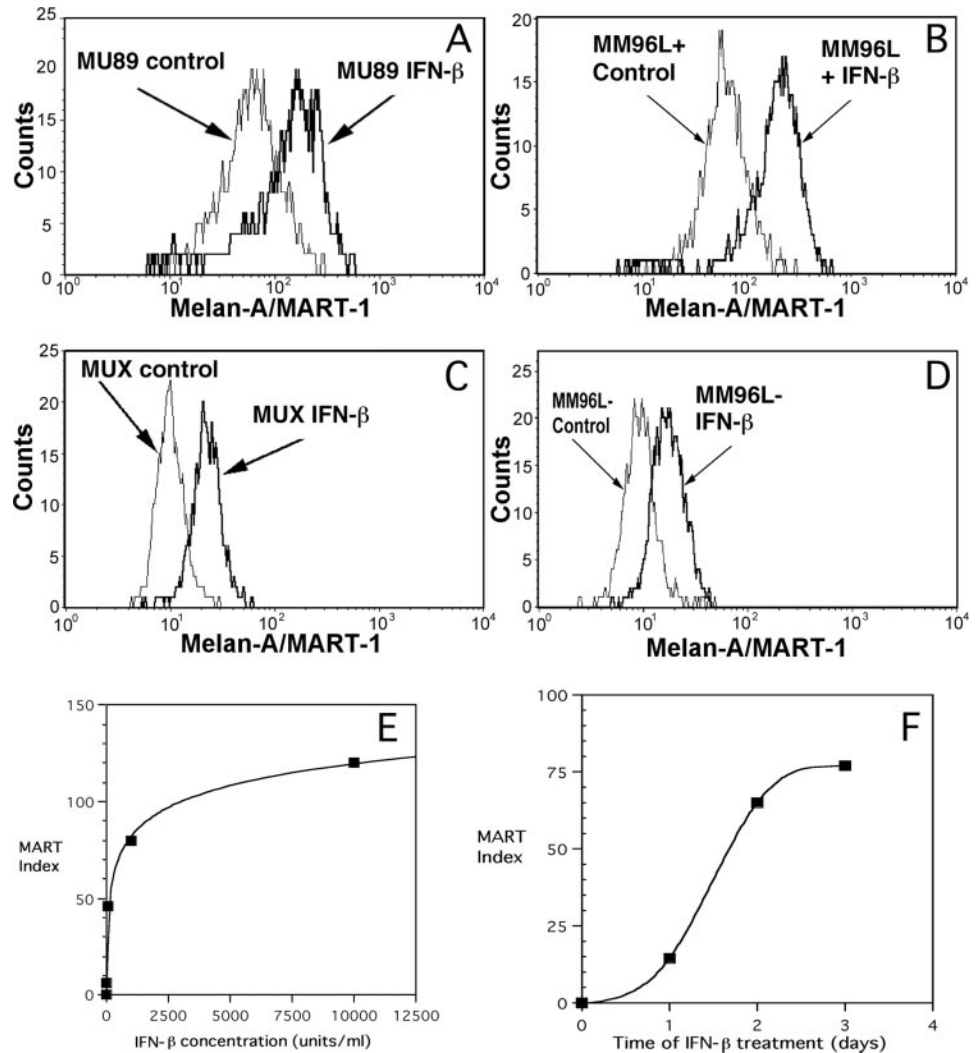 A
MU89 control
MU89 IFN-β
Counts
25
20
15
10
5
0
10⁰ 10¹ 10² 10³ 10⁴
Melan-A/MART-1
B
MM96L+
Control
MM96L
+ IFN-β
Counts
20
15
10
5
0
10⁰ 10¹ 10² 10³ 10⁴
Melan-A/MART-1
C
MUX control
MUX IFN-β
Counts
25
20
15
10
5
0
10⁰ 10¹ 10² 10³ 10⁴
Melan-A/MART-1
D
MM96L-
Control
MM96L-
IFN-β
Counts
25
20
15
10
5
0
10⁰ 10¹ 10² 10³ 10⁴
Melan-A/MART-1
E
150
100
50
0
MART
Index
0 2500 5000 7500 10000 12500
IFN-β concentration (units/ml)
F
100
75
50
25
0
MART
Index
0 1 2 3 4
Time of IFN-β treatment (days)